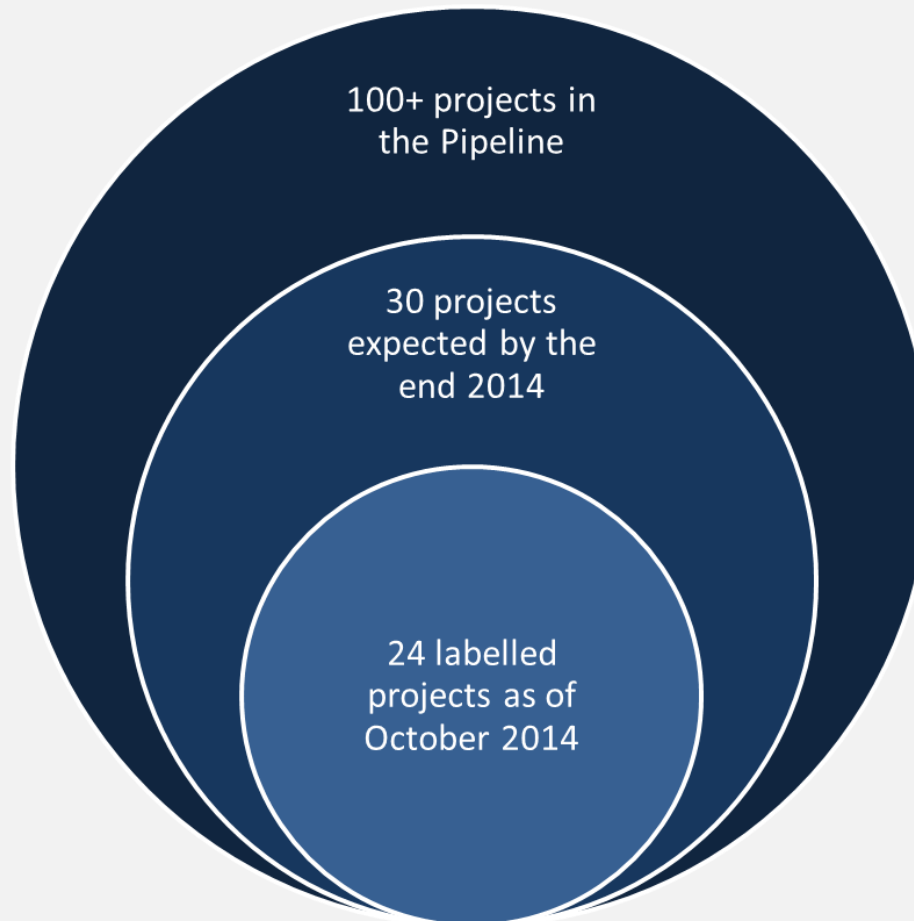 100+ projects in
the Pipeline
30 projects
expected by the
end 2014
24 labelled
projects as of
October 2014